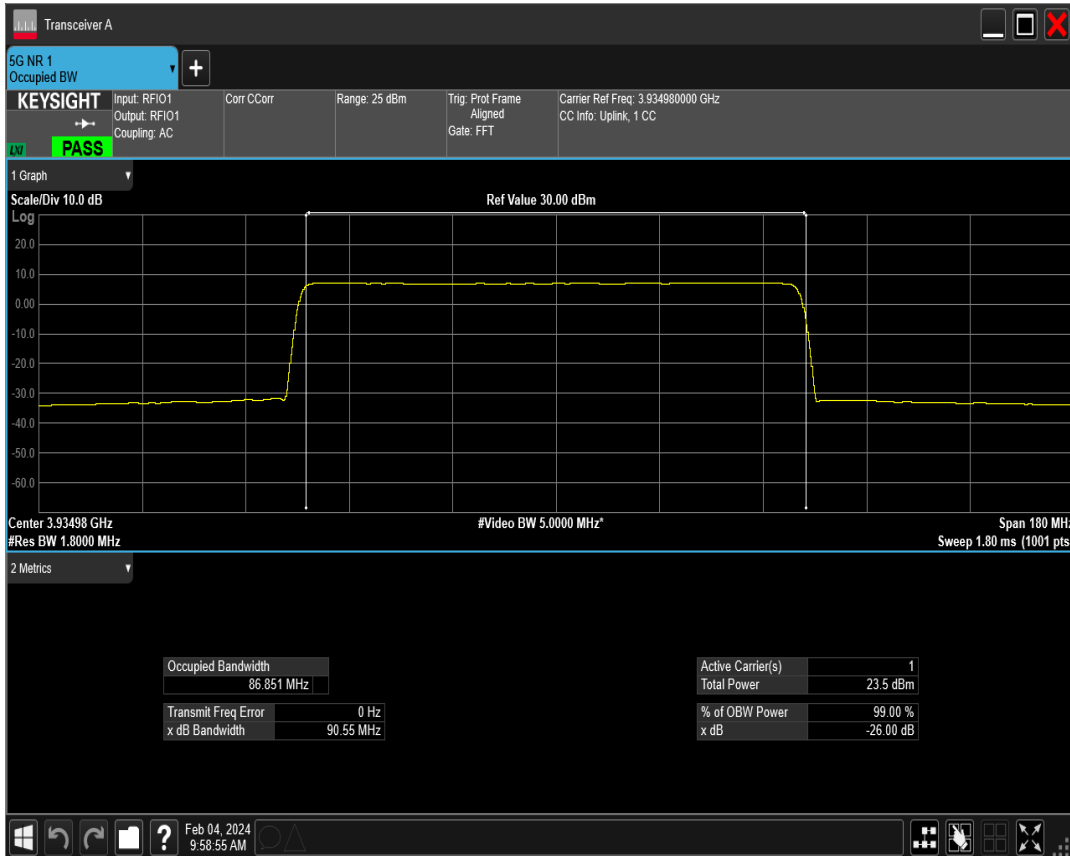 Transceiver A
5G NR 1
Occupied BW
+
KEYSIGHT
LXI
PASS
Input: RFIO1
Output: RFIO1
Coupling: AC
Corr CCorr
Range: 25 dBm
Trig: Prot Frame
Aligned
Gate: FFT
Carrier Ref Freq: 3.934980000 GHz
CC Info: Uplink, 1 CC
1 Graph
Scale/Div 10.0 dB
Ref Value 30.00 dBm
Log
20.0
10.0
0.00
-10.0
-20.0
-30.0
-40.0
-50.0
-60.0
Center 3.93498 GHz
#Video BW 5.0000 MHz*
Span 180 MHz
#Res BW 1.8000 MHz
Sweep 1.80 ms (1001 pts
2 Metrics
Occupied Bandwidth
86.851 MHz
Transmit Freq Error 0 Hz
x dB Bandwidth 90.55 MHz
Active Carrier(s) 1
Total Power 23.5 dBm
% of OBW Power 99.00 %
x dB -26.00 dB
?
Feb 04, 2024
9:58:55 AM